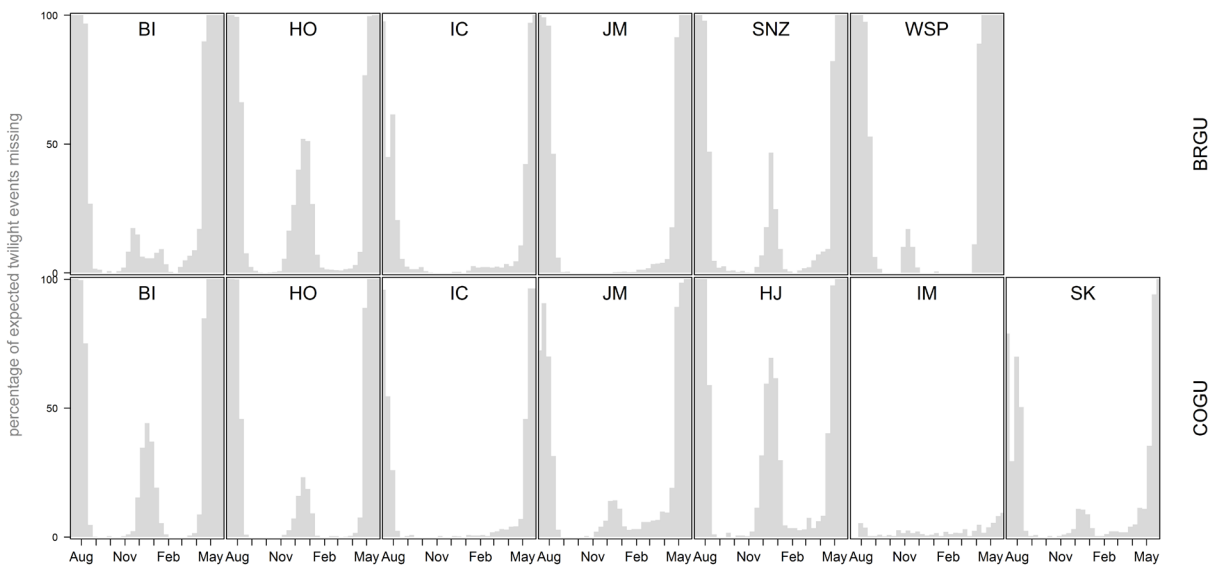 percentage of expected twilight events missing
100
50
0
BI
HO
IC
JM
SNZ
WSP
BRGU
100
50
0
BI
HO
IC
JM
HJ
IM
SK
COGU
Aug Nov Feb May Aug Nov Feb May Aug Nov Feb May Aug Nov Feb May Aug Nov Feb May Aug Nov Feb May Aug Nov Feb May